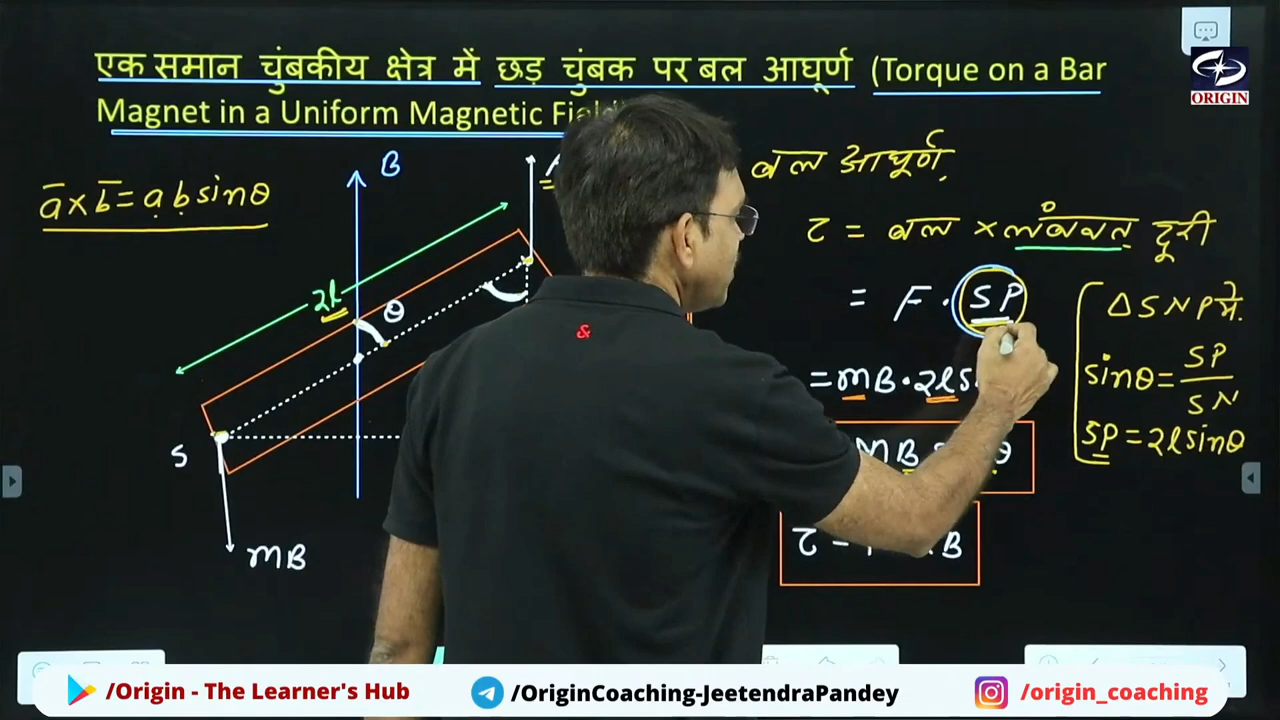 एक समान चुंबकीय क्षेत्र में छड़ चुंबक पर बल आघूर्ण (Torque on a Bar
Magnet in a Uniform Magnetic Field
ORIGIN
a̅ x b̅ = a b sinθ
B
2l
θ
S
mB
&
बल आघूर्ण
τ = बल x लंबवत दूरी
= F · SP
= mB · 2l s
MB θ
τ = B
Δ S N P में
sinθ = SP / SN
SP = 2l sinθ
/Origin - The Learner's Hub
/OriginCoaching-JeetendraPandey
/origin_coaching